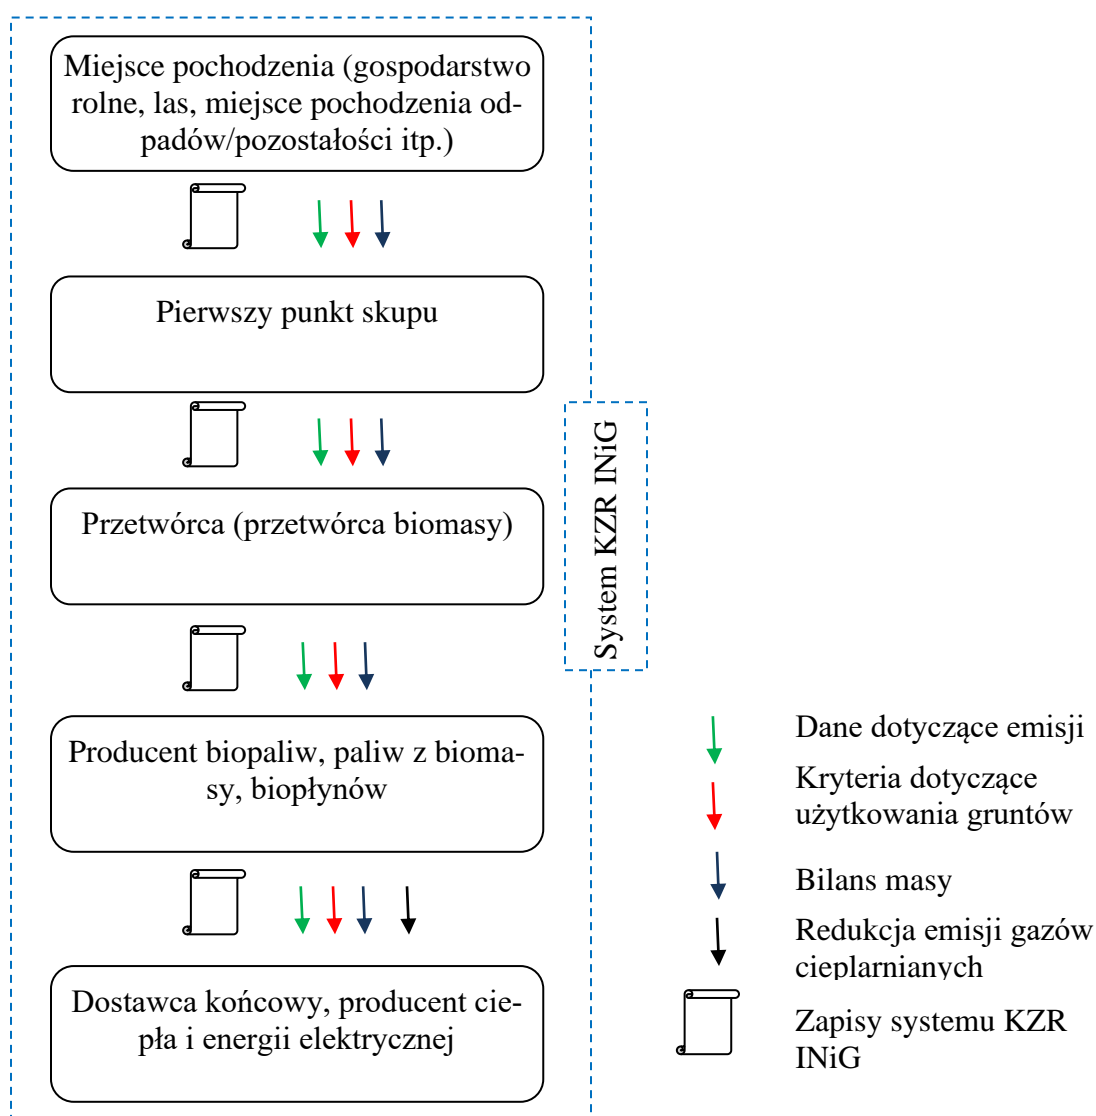 Miejsce pochodzenia (gospodarstwo
rolne, las, miejsce pochodzenia od-
padów/pozostałości itp.)
Pierwszy punkt skupu
System KZR INiG
Przetwórca (przetwórca biomasy)
Producent biopaliw, paliw z bioma-
sy, biopłynów
Dostawca końcowy, producent cie-
pła i energii elektrycznej
Dane dotyczące emisji
Kryteria dotyczące
użytkowania gruntów
Bilans masy
Redukcja emisji gazów
cieplarnianych
Zapisy systemu KZR
INiG